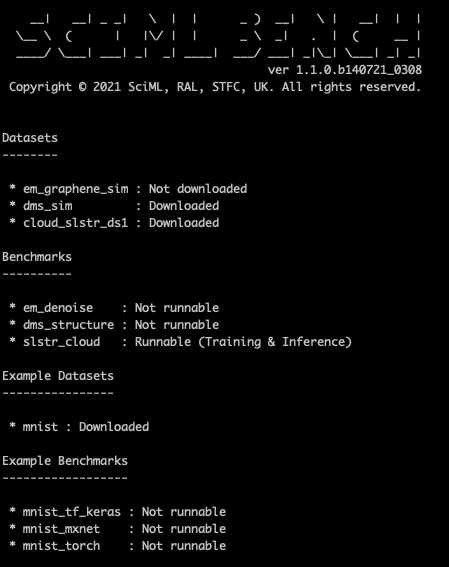 SCIML BENCH
ver 1.1.0.b140721_0308
Copyright © 2021 SciML, RAL, STFC, UK. All rights reserved.
Datasets
--------
* em_graphene_sim : Not downloaded
* dms_sim         : Downloaded
* cloud_slstr_ds1 : Downloaded
Benchmarks
----------
* em_denoise    : Not runnable
* dms_structure : Not runnable
* slstr_cloud   : Runnable (Training & Inference)
Example Datasets
----------------
* mnist : Downloaded
Example Benchmarks
------------------
* mnist_tf_keras : Not runnable
* mnist_mxnet    : Not runnable
* mnist_torch    : Not runnable